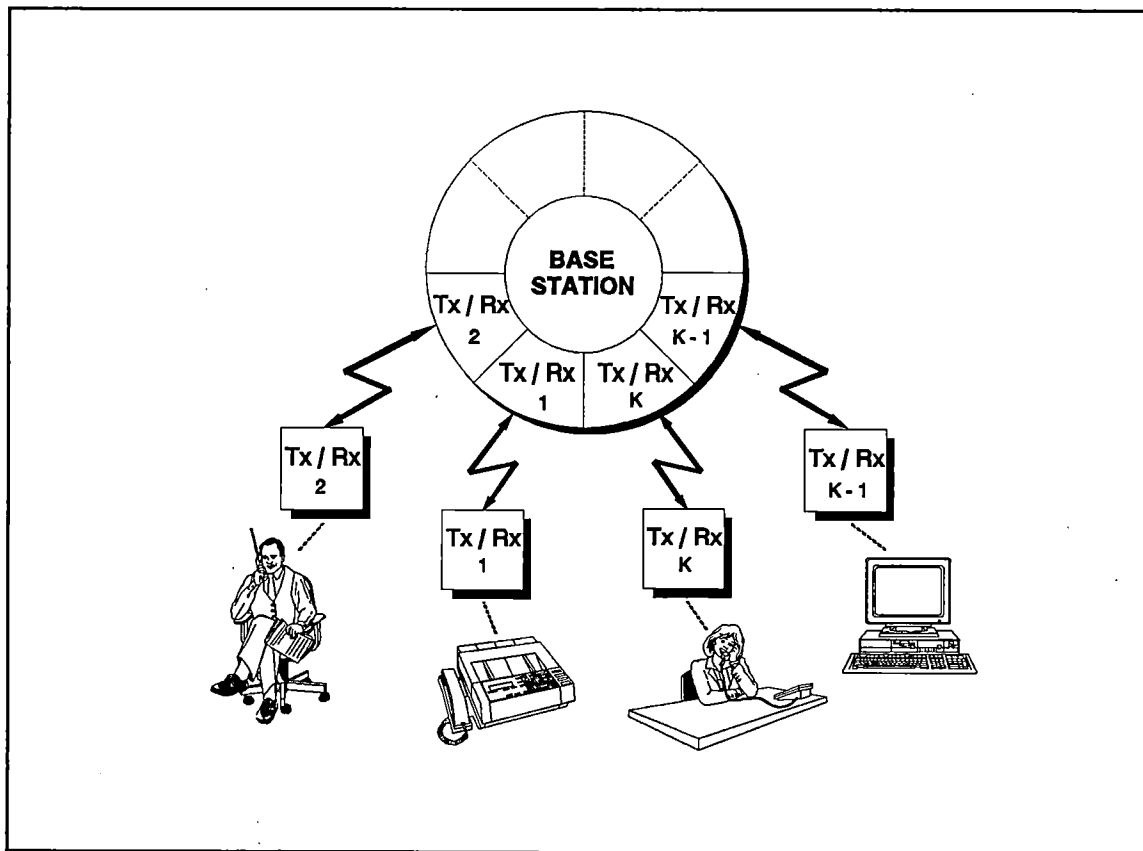 BASE
STATION
Tx / Rx
2
Tx / Rx
K - 1
Tx / Rx
1
Tx / Rx
K
Tx / Rx
2
Tx / Rx
K - 1
Tx / Rx
1
Tx / Rx
K